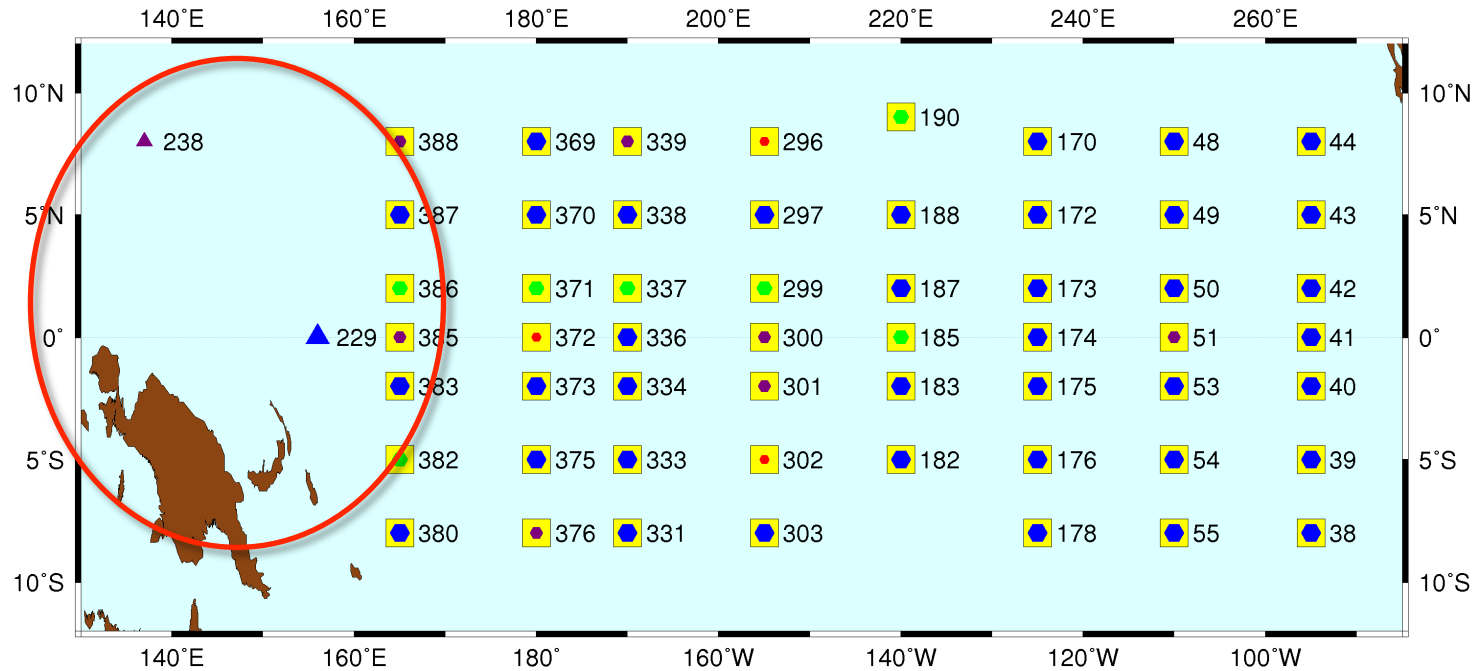 140°E 160°E 180°E 200°E 220°E 240°E 260°E
10°N 190 10°N
238 388 369 339 296 170 48 44
5°N 387 370 338 297 188 172 49 43 5°N
386 371 337 299 187 173 50 42
0° 229 385 372 336 300 185 174 51 41 0°
383 373 334 301 183 175 53 40
5°S 382 375 333 302 182 176 54 39 5°S
380 376 331 303 178 55 38
10°S 10°S
140°E 160°E 180° 160°W 140°W 120°W 100°W